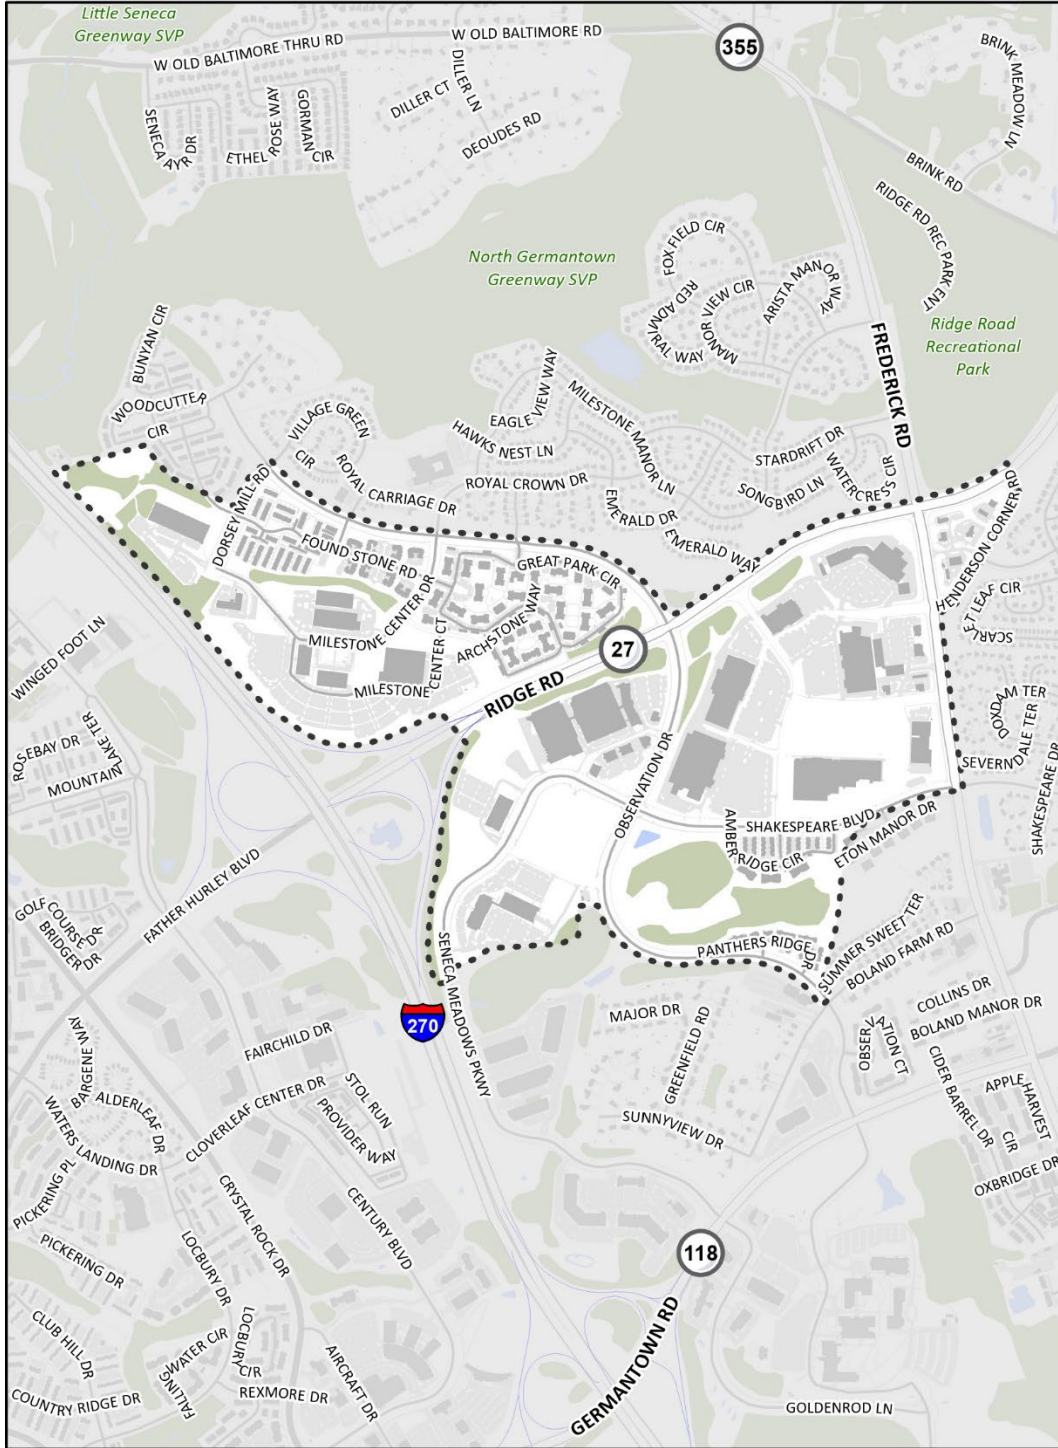 Little Seneca
Greenway SVP
W OLD BALTIMORE THRU RD
W OLD BALTIMORE RD
355
BRINK MEADOW LN
SENECA AYR DR
ETHEL ROSE WAY
GORMAN CIR
DILLER CT
DILLER LN
DEOUDES RD
BRINK RD
RIDGE RD REC PARK ENT
North Germantown
Greenway SVP
FOX FIELD CIR
RED ADMIRAL WAY
MANOR VIEW CIR
ARISTA MANOR WAY
FREDERICK RD
Ridge Road
Recreational
Park
BUNYAN CIR
WOODCUTTER CIR
VILLAGE GREEN CIR
EAGLE VIEW WAY
MILESTONE MANOR LN
HAWKS NEST LN
ROYAL CARRIAGE DR
ROYAL CROWN DR
STARDRIFT DR
WATERCRESS CIR
SONGBIRD LN
EMERALD DR
EMERALD WAY
DORSEY MILL RD
FOUND STONE RD
GREAT PARK CIR
HENDERSON CORNER RD
SCARLET LEAF CIR
MILESTONE CENTER DR
ARCHSTONE WAY
MILESTONE CENTER CT
27
RIDGE RD
WINGED FOOT LN
ROSEBAY DR
MOUNTAIN LAKE TER
OBSERVATION DR
DOXDAM TER
SEVERN DALE TER
SHAKESPEARE DR
SHAKESPEARE BLVD
AMBER RIDGE CIR
ETON MANOR DR
FATHER HURLEY BLVD
GOLF COURSE DR
BRIDGER DR
SENECA MEADOWS PKWY
PANTHERS RIDGE DR
SUMMER SWEET TER
BOLAND FARM RD
270
MAJOR DR
GREENFIELD RD
COLLINS DR
BOLAND MANOR DR
OBSERVATION CT
FAIRCHILD DR
BARGENE WAY
ALDERLEAF DR
CLOVERLEAF CENTER DR
STOL RUN
PROVIDER WAY
WATERS LANDING DR
SUNNYVIEW DR
CIDER BARREL DR
APPLE HARVEST CIR
OXBRIDGE DR
PICKERING PL
CRYSTAL ROCK DR
CENTURY BLVD
PICKERING DR
LOCBURY DR
118
CLUB HILL DR
FALLING WATER CIR
LOCBURY CIR
AIRCRAFT DR
COUNTRY RIDGE DR
REXMORE DR
GERMANTOWN RD
GOLDENROD LN